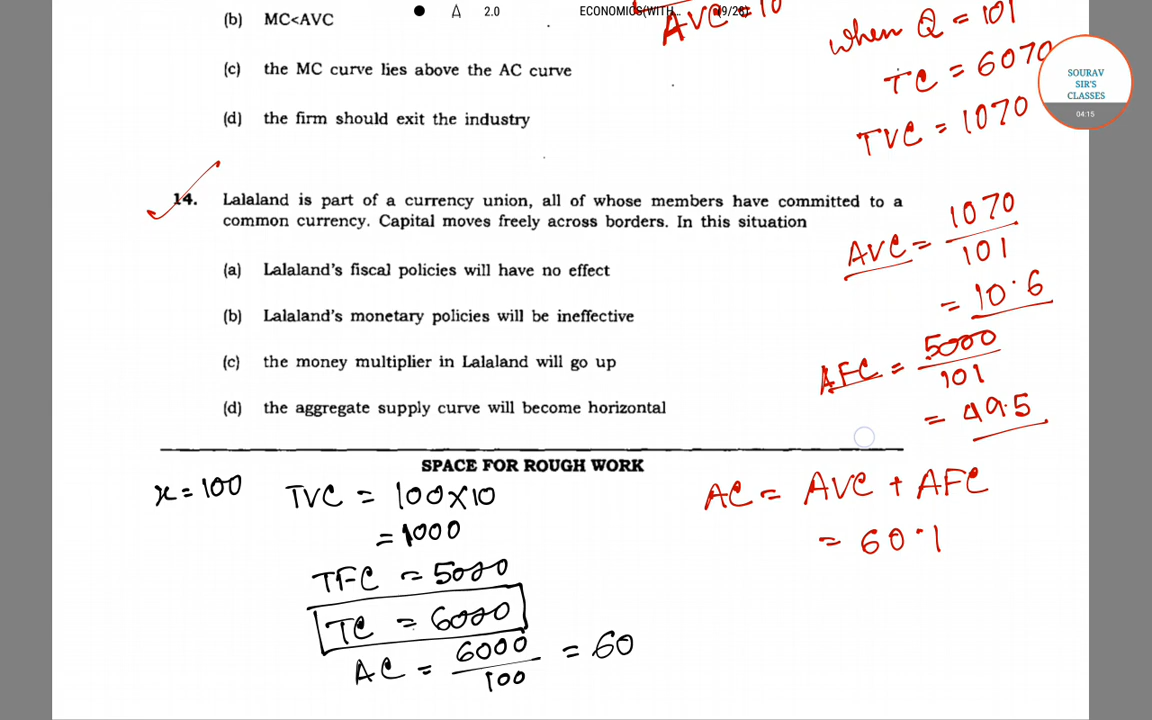 2.0
ECONOMICS(WITH... (19/26)
(b) MC<AVC
AVC = 10
when Q = 101
(c) the MC curve lies above the AC curve
TC = 6070
SOURAV
SIR'S
CLASSES
04:15
(d) the firm should exit the industry
TVC = 1070
14. Lalaland is part of a currency union, all of whose members have committed to a
common currency. Capital moves freely across borders. In this situation
AVC = 1070
101
= 10.6
(a) Lalaland's fiscal policies will have no effect
(b) Lalaland's monetary policies will be ineffective
(c) the money multiplier in Lalaland will go up
(d) the aggregate supply curve will become horizontal
AFC = 5000
101
= 49.5
SPACE FOR ROUGH WORK
x = 100
TVC = 100 X 10
= 1000
TFC = 5000
TC = 6000
AC = 6000
100
= 60
AC = AVC + AFC
= 60.1